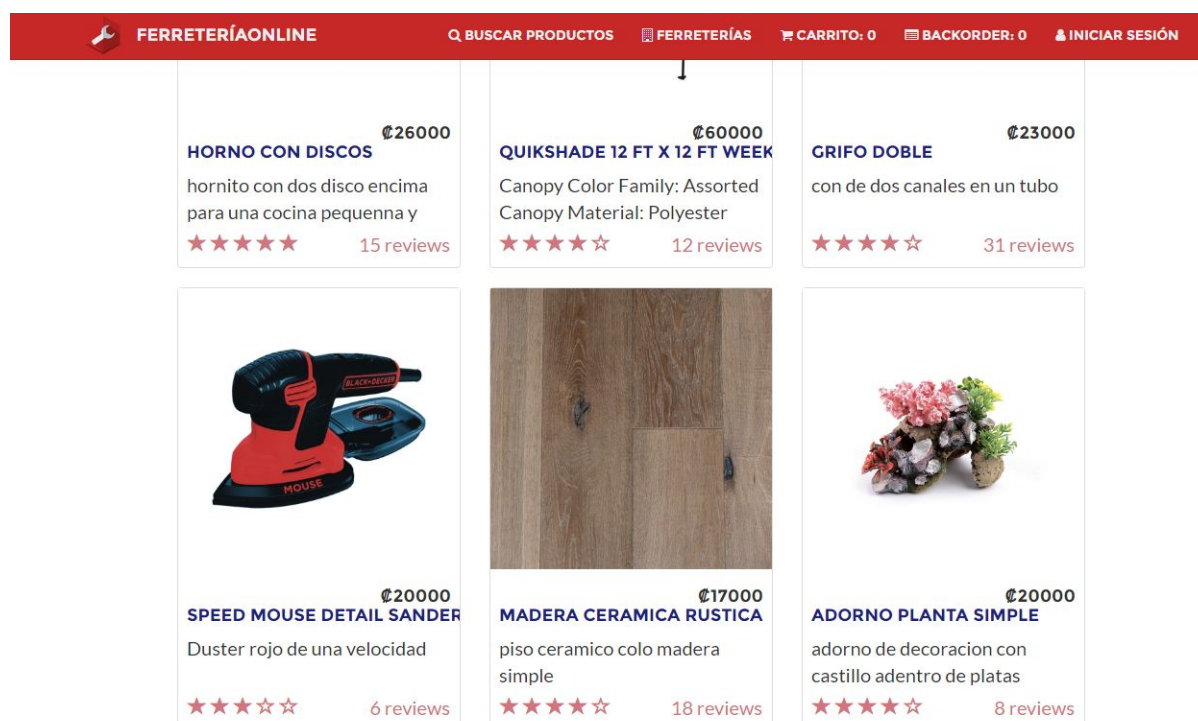 FERRETERÍAONLINE
BUSCAR PRODUCTOS
FERRETERÍAS
CARRITO: 0
BACKORDER: 0
INICIAR SESIÓN
₡26000
HORNO CON DISCOS
hornito con dos disco encima
para una cocina pequenna y
15 reviews
₡60000
QUIKSHADE 12 FT X 12 FT WEEK
Canopy Color Family: Assorted
Canopy Material: Polyester
12 reviews
₡23000
GRIFO DOBLE
con de dos canales en un tubo
31 reviews
BLACK+DECKER
MOUSE
₡20000
SPEED MOUSE DETAIL SANDER
Duster rojo de una velocidad
6 reviews
₡17000
MADERA CERAMICA RUSTICA
piso ceramico colo madera
simple
18 reviews
₡20000
ADORNO PLANTA SIMPLE
adorno de decoracion con
castillo adentro de platas
8 reviews